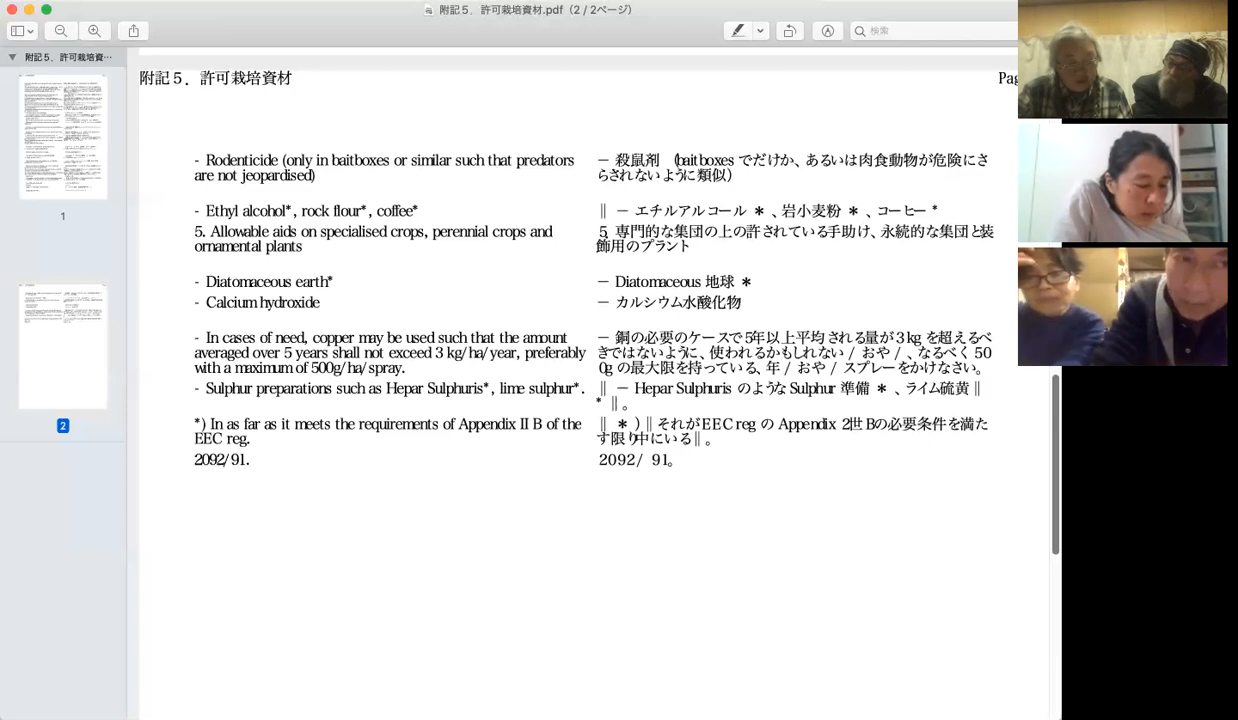 附記５．許可栽培資材.pdf（2 / 2ページ）
検索
附記５．許可栽培資…
1
2
附記５．許可栽培資材
- Rodenticide (only in baitboxes or similar such that predators
are not jeopardised)
- Ethyl alcohol*, rock flour*, coffee*
5. Allowable aids on specialised crops, perennial crops and
ornamental plants
- Diatomaceous earth*
- Calcium hydroxide
- In cases of need, copper may be used such that the amount
averaged over 5 years shall not exceed 3 kg/ha/year, preferably
with a maximum of 500g/ha/spray.
- Sulphur preparations such as Hepar Sulphuris*, lime sulphur*.
*) In as far as it meets the requirements of Appendix II B of the
EEC reg.
2092/91.
－ 殺鼠剤 （baitboxes でだけか、あるいは肉食動物が危険にさ
らされないように類似）
‖ － エチルアルコール ＊ 、岩小麦粉 ＊ 、コーヒー *
5. 専門的な集団の上の許されている手助け、永続的な集団と装
飾用のプラント
－ Diatomaceous 地球 ＊
－ カルシウム水酸化物
－ 銅の必要のケースで 5年以上平均される量が 3 kg を超えるべ
きではないように、使われるかもしれない / おや / 、なるべく 50
0g の最大限を持っている、年 / おや / スプレーをかけなさい。
‖ － Hepar Sulphuris のような Sulphur 準備 ＊ 、ライム硫黄 ‖
* ‖ 。
‖ ＊ ）‖ それが EEC reg の Appendix 2世 Bの必要条件を満た
す限り中にいる ‖ 。
2092/ 91。